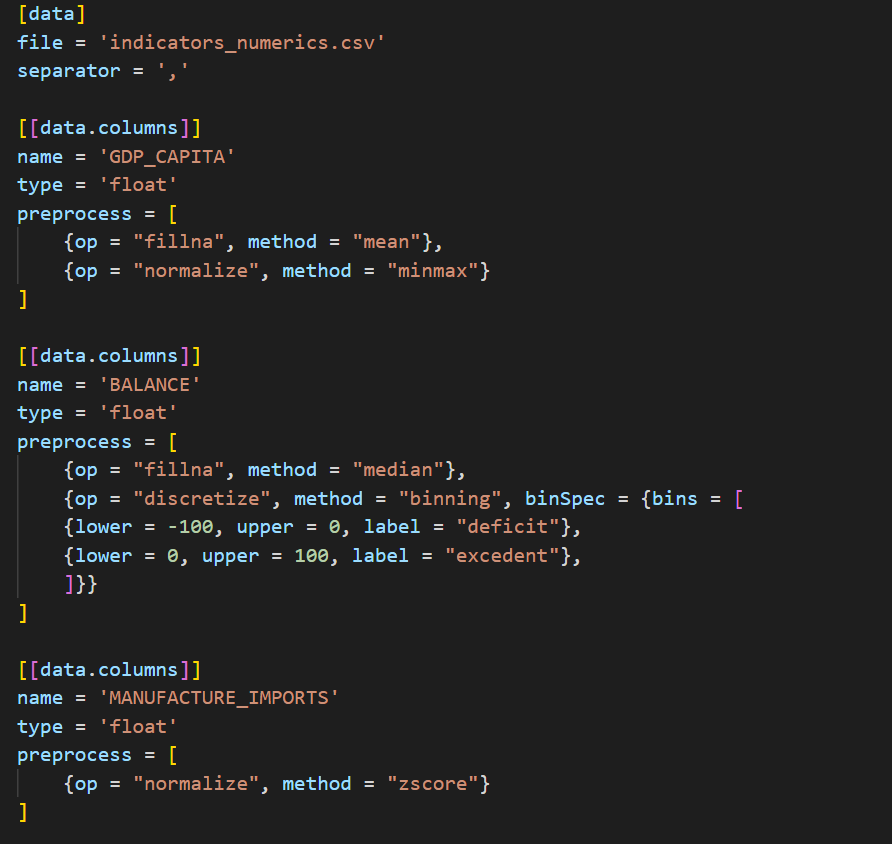 [data]
file = 'indicators_numerics.csv'
separator = ','

[[data.columns]]
name = 'GDP_CAPITA'
type = 'float'
preprocess = [
    {op = "fillna", method = "mean"},
    {op = "normalize", method = "minmax"}
]

[[data.columns]]
name = 'BALANCE'
type = 'float'
preprocess = [
    {op = "fillna", method = "median"},
    {op = "discretize", method = "binning", binSpec = {bins = [
    {lower = -100, upper = 0, label = "deficit"},
    {lower = 0, upper = 100, label = "excedent"},
    ]}}
]

[[data.columns]]
name = 'MANUFACTURE_IMPORTS'
type = 'float'
preprocess = [
    {op = "normalize", method = "zscore"}
]